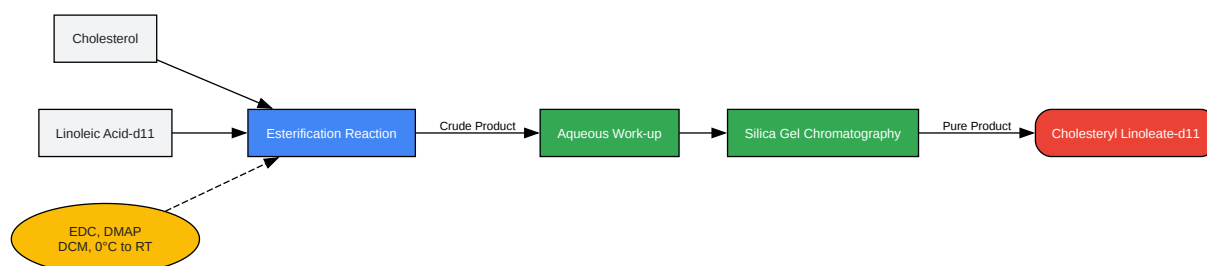 Cholesterol
Linoleic Acid-d11
EDC, DMAP
DCM, 0°C to RT
Esterification Reaction
Crude Product
Aqueous Work-up
Silica Gel Chromatography
Pure Product
Cholesteryl Linoleate-d11